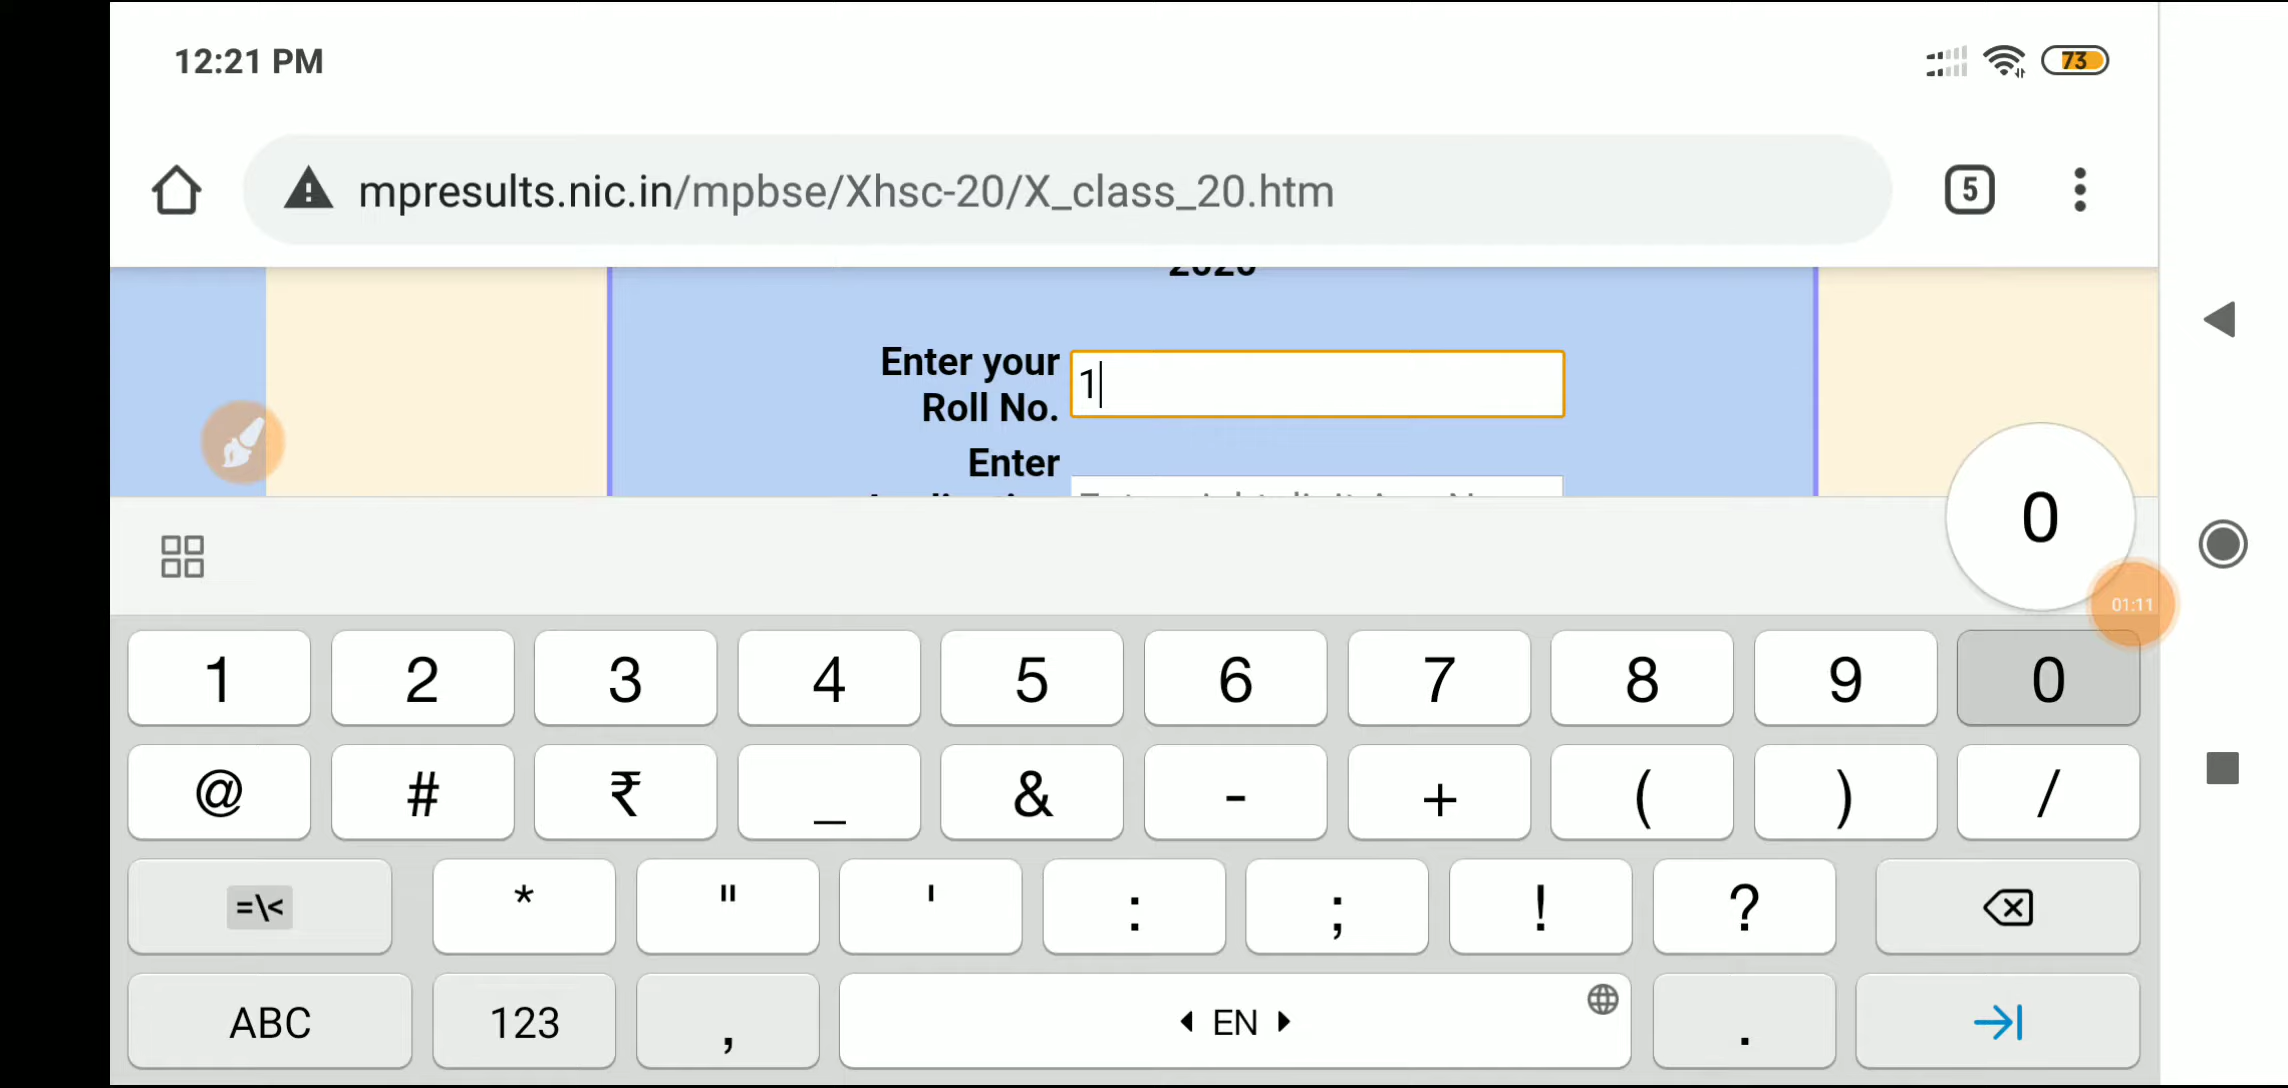 12:21 PM
73
mpresults.nic.in/mpbse/Xhsc-20/X_class_20.htm
5
2020
Enter your
Roll No.
1
Enter
0
01:11
1 2 3 4 5 6 7 8 9 0
@ # ₹ _ & - + ( ) /
=\< * " ' : ; ! ?
ABC 123 , EN .